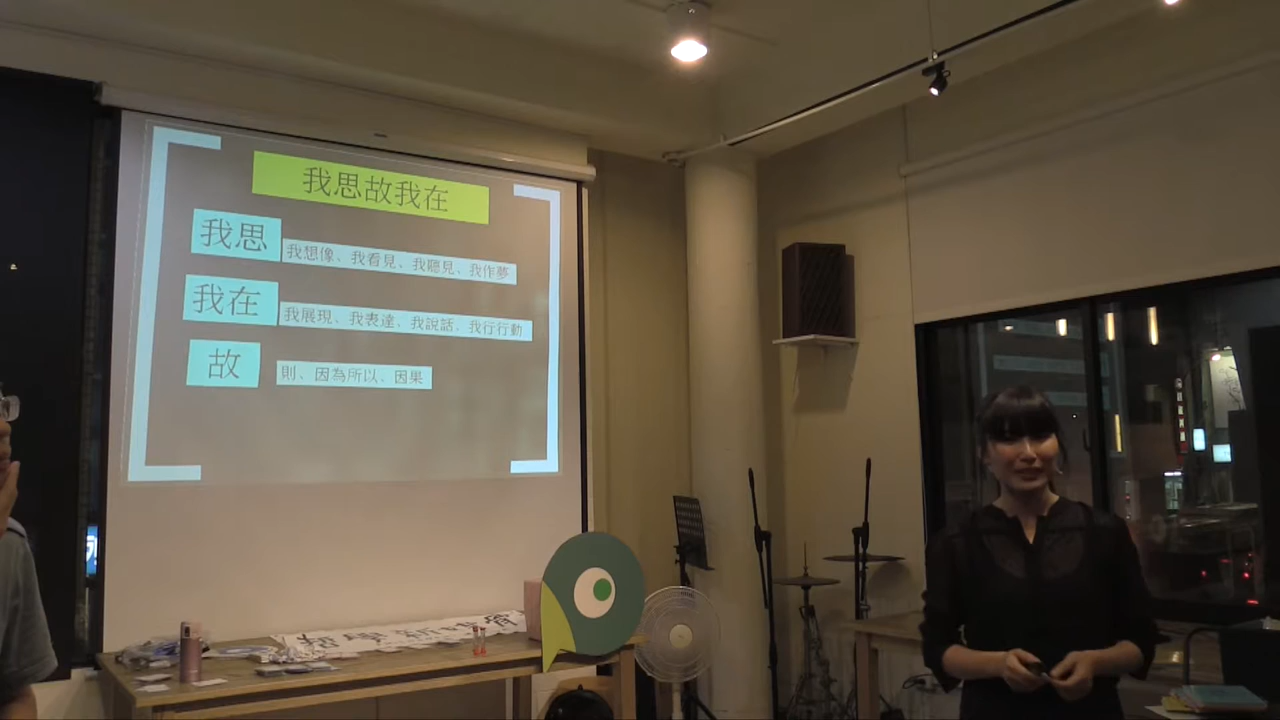 我思故我在
我思
我想像、我看見、我聽見、我作夢
我在
我展現、我表達、我說話、我行行動
故
則、因為所以、因果